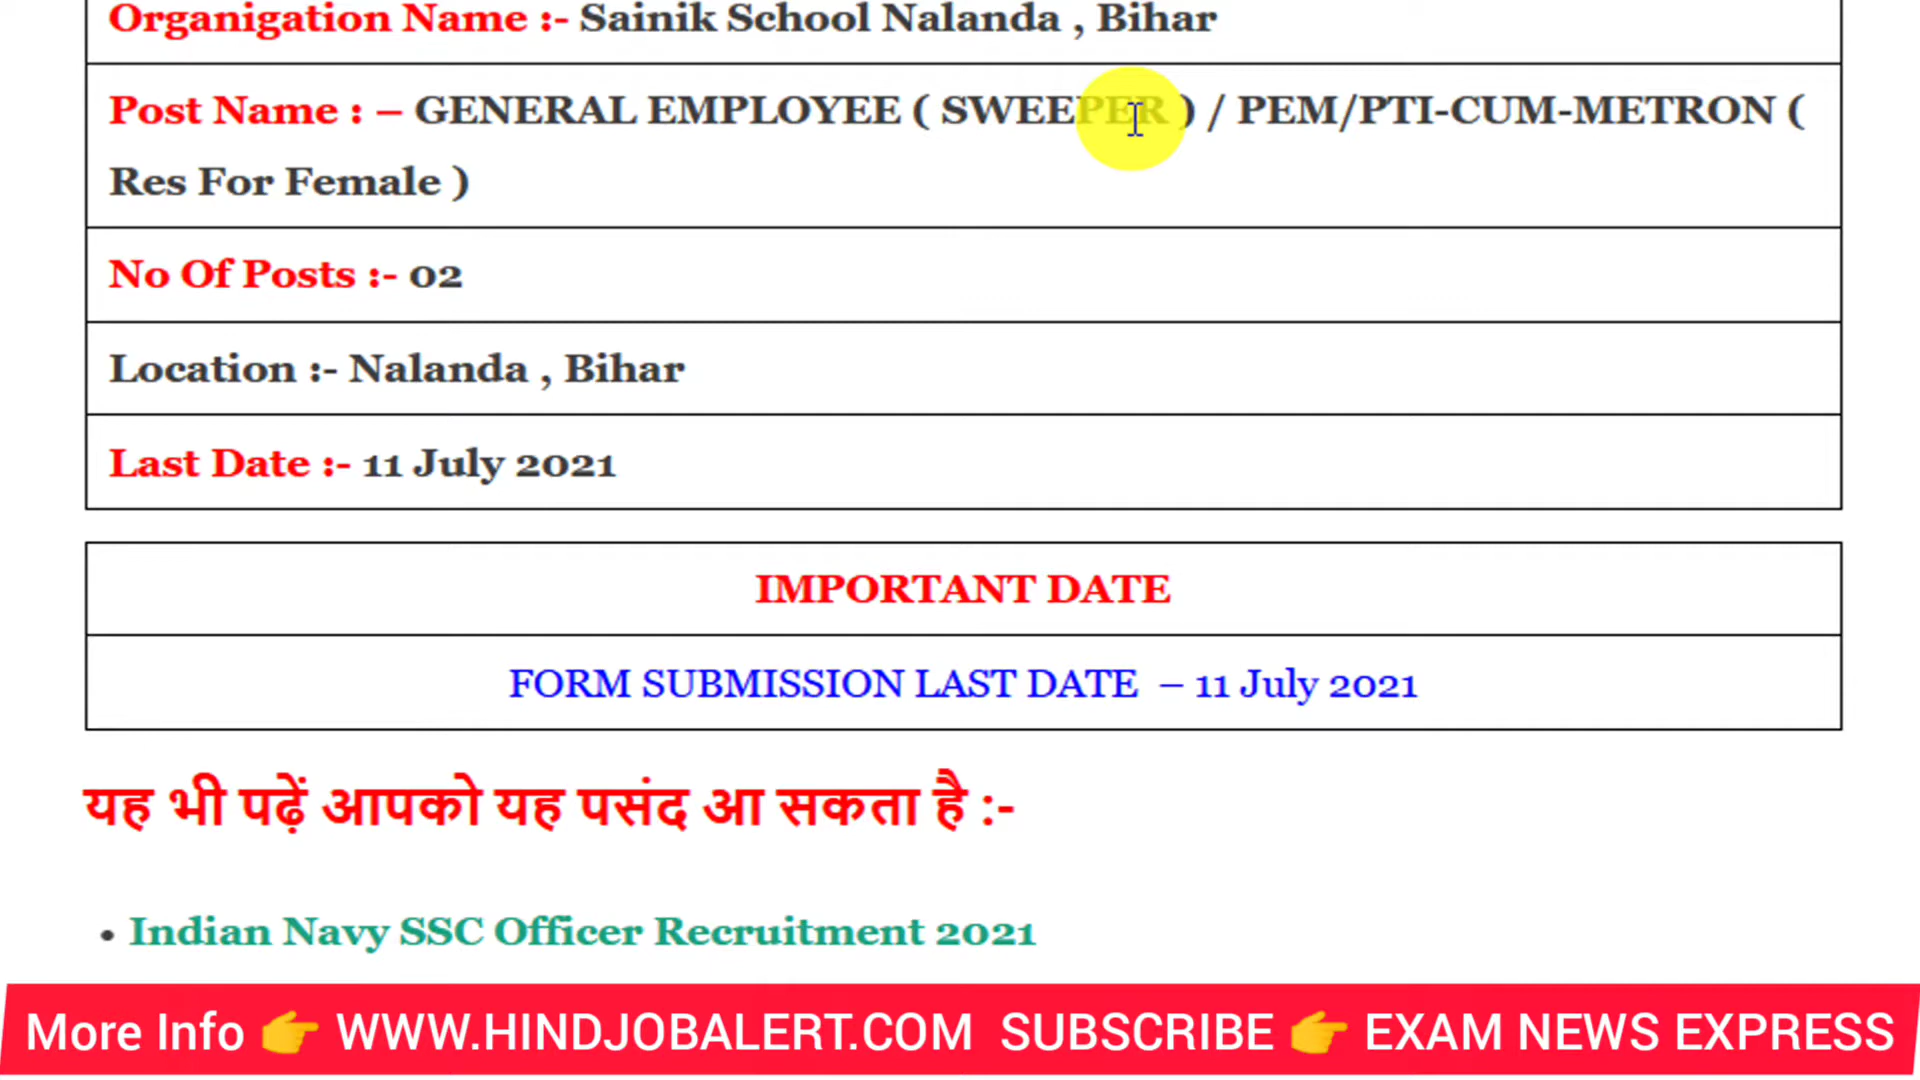 Organigation Name :- Sainik School Nalanda , Bihar
Post Name : – GENERAL EMPLOYEE ( SWEEPER ) / PEM/PTI-CUM-METRON (
Res For Female )
No Of Posts :- 02
Location :- Nalanda , Bihar
Last Date :- 11 July 2021
IMPORTANT DATE
FORM SUBMISSION LAST DATE – 11 July 2021
यह भी पढ़ें आपको यह पसंद आ सकता है :-
• Indian Navy SSC Officer Recruitment 2021
More Info 👉 WWW.HINDJOBALERT.COM SUBSCRIBE 👉 EXAM NEWS EXPRESS